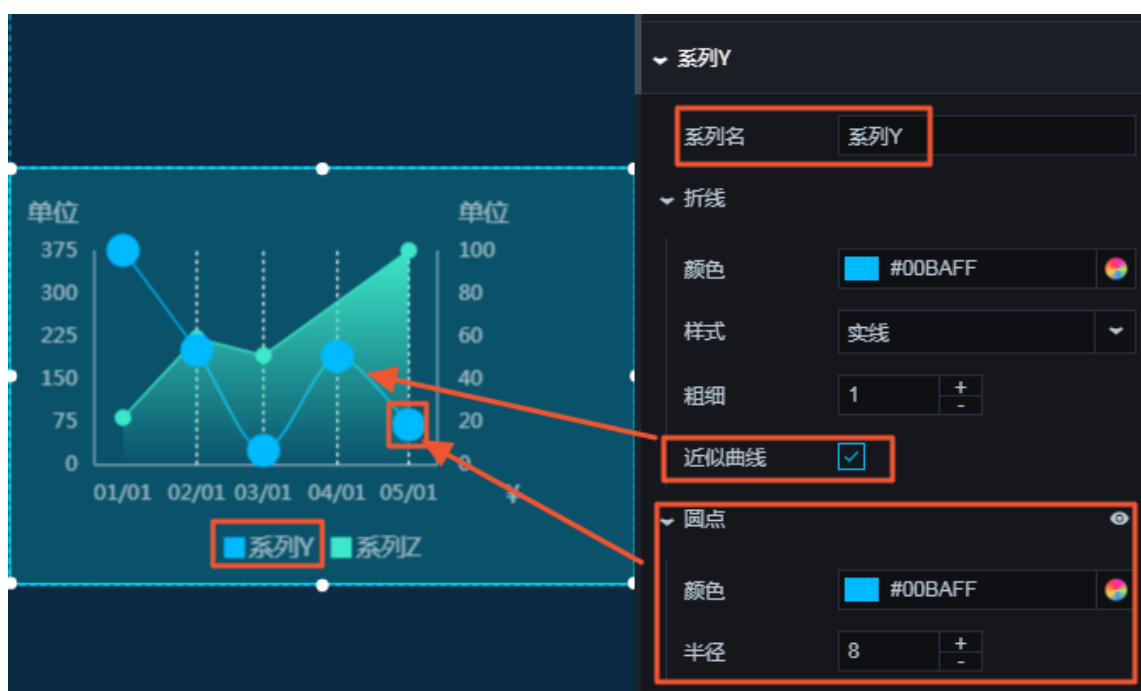 单位 单位
375 100
300 80
225 60
150 40
75 20
0 0
01/01 02/01 03/01 04/01 05/01 ¥
系列Y 系列Z
系列Y
系列名 系列Y
折线
颜色 #00BAFF
样式 实线
粗细 1 + -
近似曲线
圆点
颜色 #00BAFF
半径 8 + -